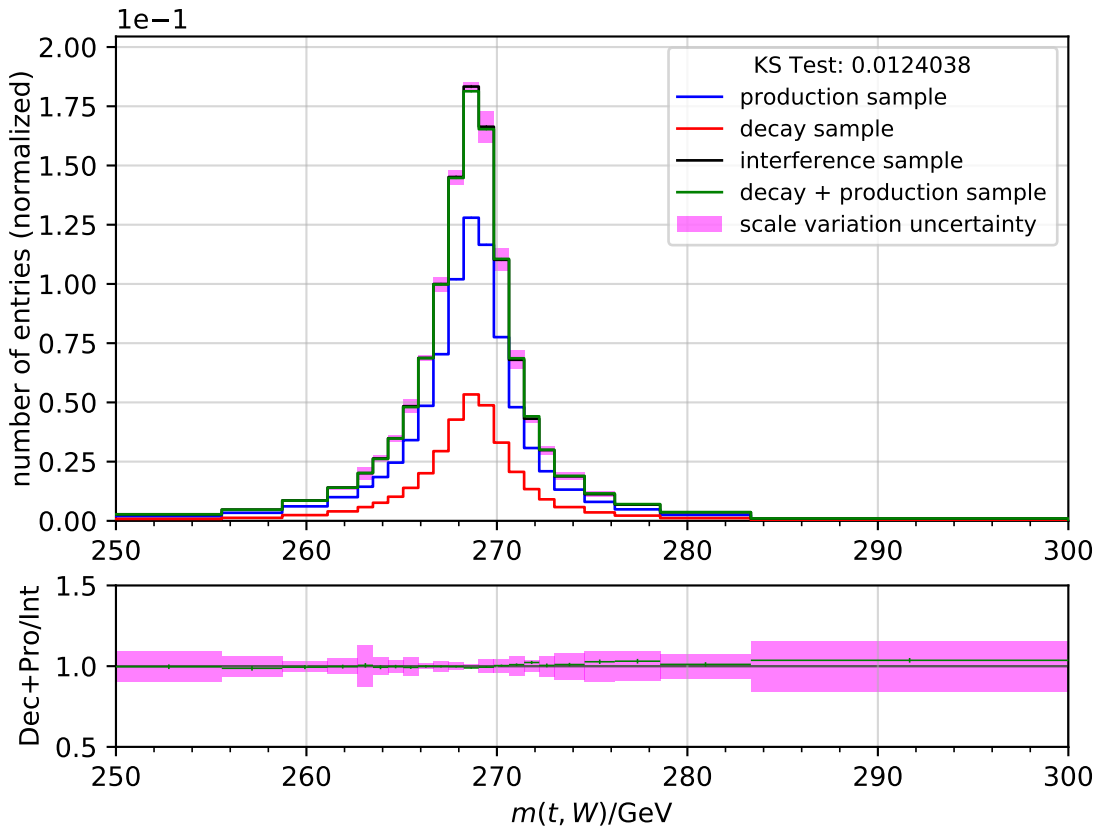 1e−1
number of entries (normalized)
2.00
1.75
1.50
1.25
1.00
0.75
0.50
0.25
0.00
KS Test: 0.0124038
production sample
decay sample
interference sample
decay + production sample
scale variation uncertainty
250 260 270 280 290 300
Dec+Pro/Int
1.5
1.0
0.5
250 260 270 280 290 300
m(t, W)/GeV